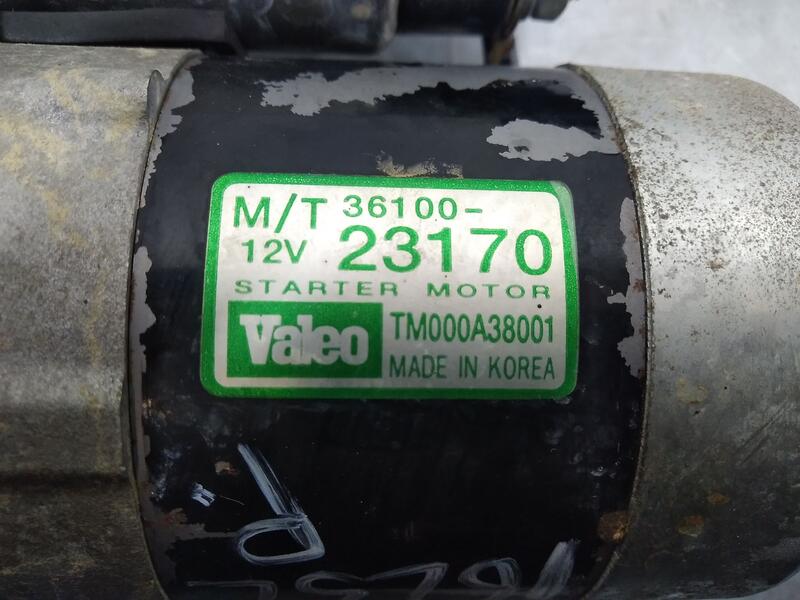 M/T 36100-
12V 23170
STARTER MOTOR
Valeo TM000A38001
MADE IN KOREA